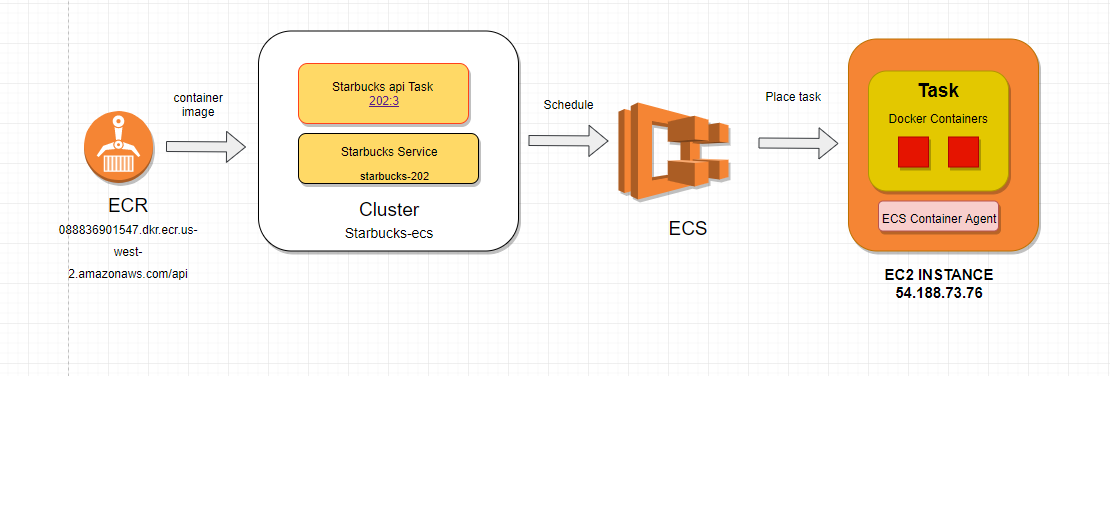 container
image
ECR
088836901547.dkr.ecr.us-
west-
2.amazonaws.com/api
Starbucks api Task
202:3
Starbucks Service
starbucks-202
Cluster
Starbucks-ecs
Schedule
ECS
Place task
Task
Docker Containers
ECS Container Agent
EC2 INSTANCE
54.188.73.76